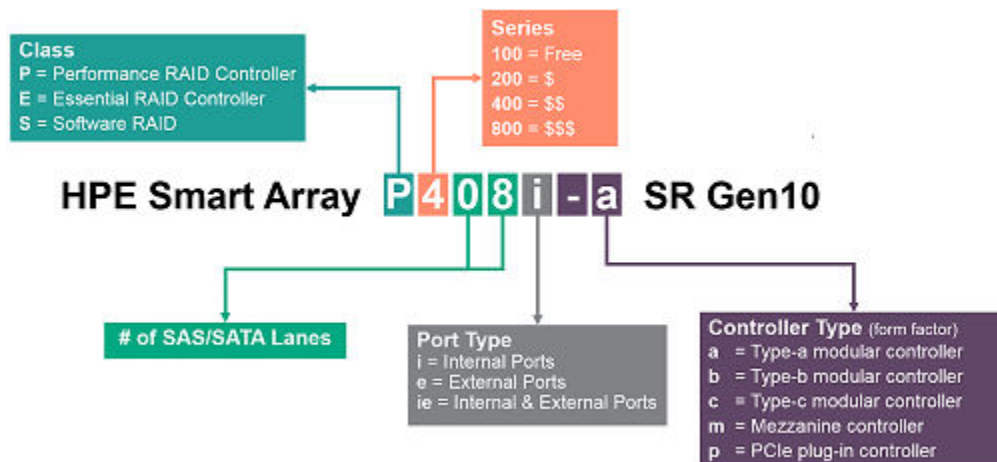 Class
P = Performance RAID Controller
E = Essential RAID Controller
S = Software RAID
Series
100 = Free
200 = $
400 = $$
800 = $$$
HPE Smart Array P408i-a SR Gen10
# of SAS/SATA Lanes
Port Type
i = Internal Ports
e = External Ports
ie = Internal & External Ports
Controller Type (form factor)
a = Type-a modular controller
b = Type-b modular controller
c = Type-c modular controller
m = Mezzanine controller
p = PCIe plug-in controller